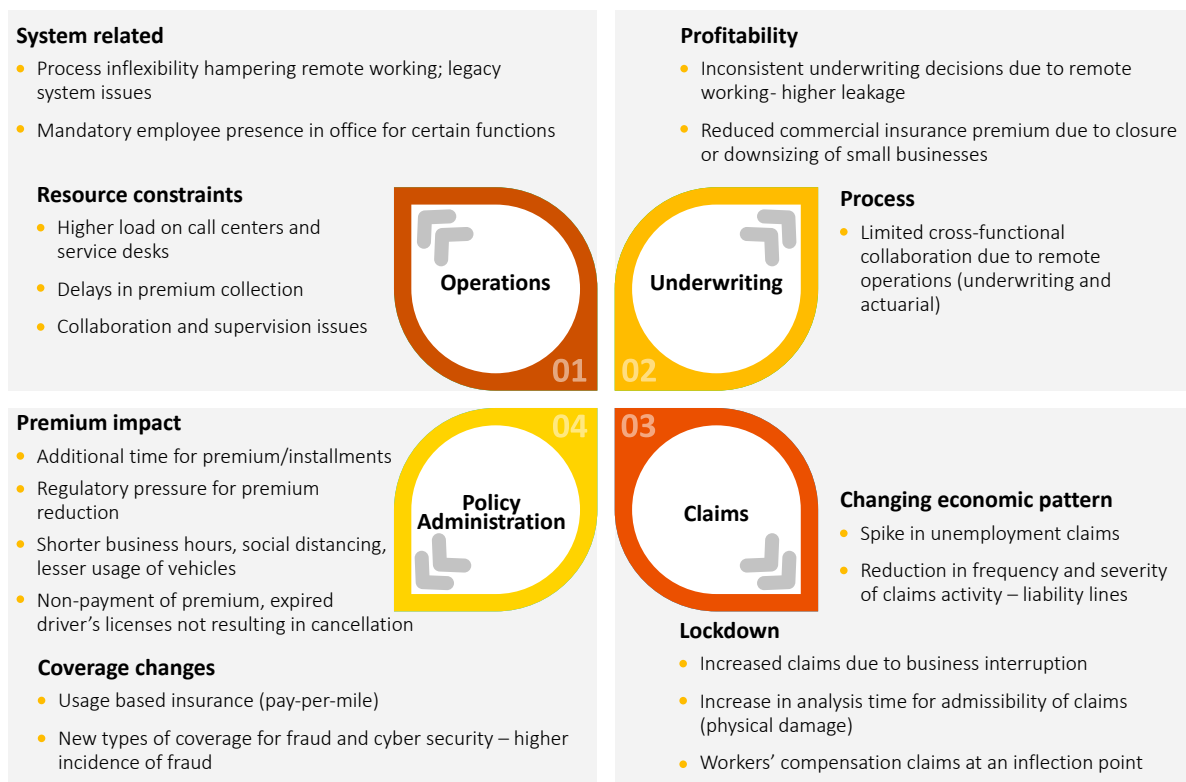 System related
Process inflexibility hampering remote working; legacy
system issues
Mandatory employee presence in office for certain functions
Resource constraints
Higher load on call centers and
service desks
Delays in premium collection
Collaboration and supervision issues
Operations
01
Profitability
Inconsistent underwriting decisions due to remote
working- higher leakage
Reduced commercial insurance premium due to closure
or downsizing of small businesses
Process
Limited cross-functional
collaboration due to remote
operations (underwriting and
actuarial)
Underwriting
02
Premium impact
Additional time for premium/installments
Regulatory pressure for premium
reduction
Shorter business hours, social distancing,
lesser usage of vehicles
Non-payment of premium, expired
driver’s licenses not resulting in cancellation
Coverage changes
Usage based insurance (pay-per-mile)
New types of coverage for fraud and cyber security – higher
incidence of fraud
04
Policy
Administration
03
Claims
Changing economic pattern
Spike in unemployment claims
Reduction in frequency and severity
of claims activity – liability lines
Lockdown
Increased claims due to business interruption
Increase in analysis time for admissibility of claims
(physical damage)
Workers’ compensation claims at an inflection point